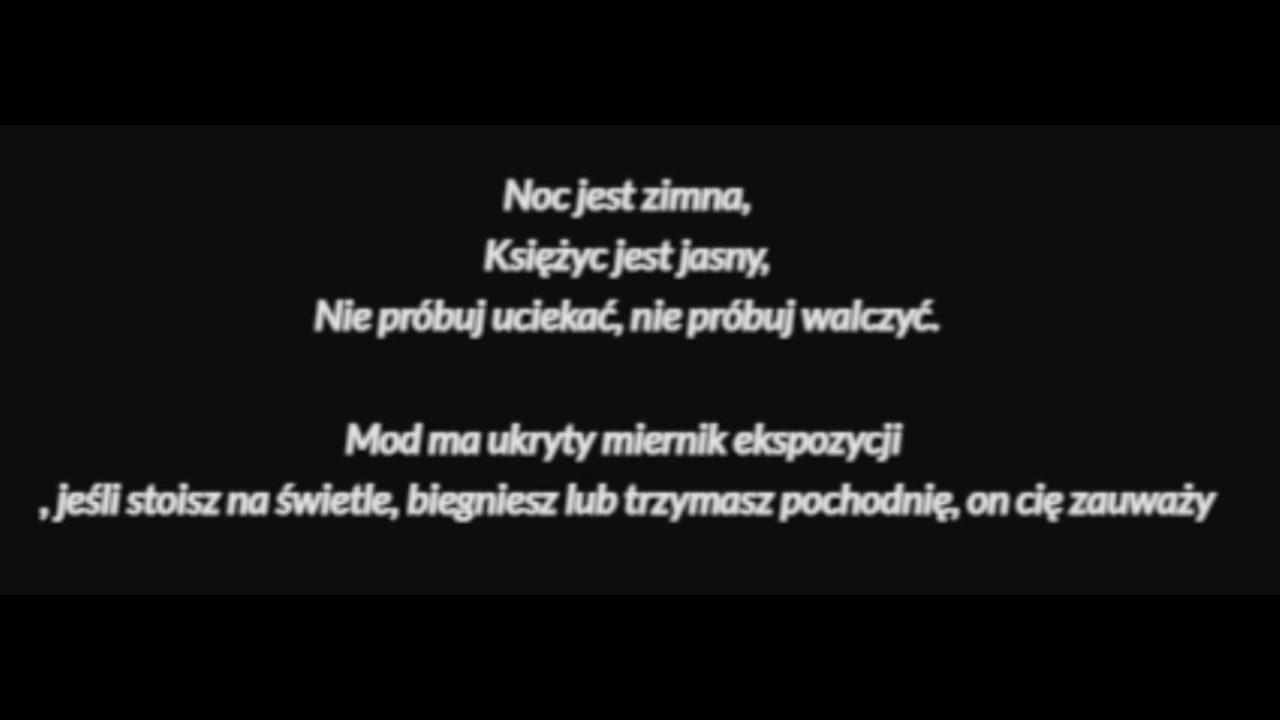 Noc jest zimna,
Księżyc jest jasny,
Nie próbuj uciekać, nie próbuj walczyć.
Mod ma ukryty miernik ekspozycji
, jeśli stoisz na świetle, biegniesz lub trzymasz pochodnię, on cię zauważy